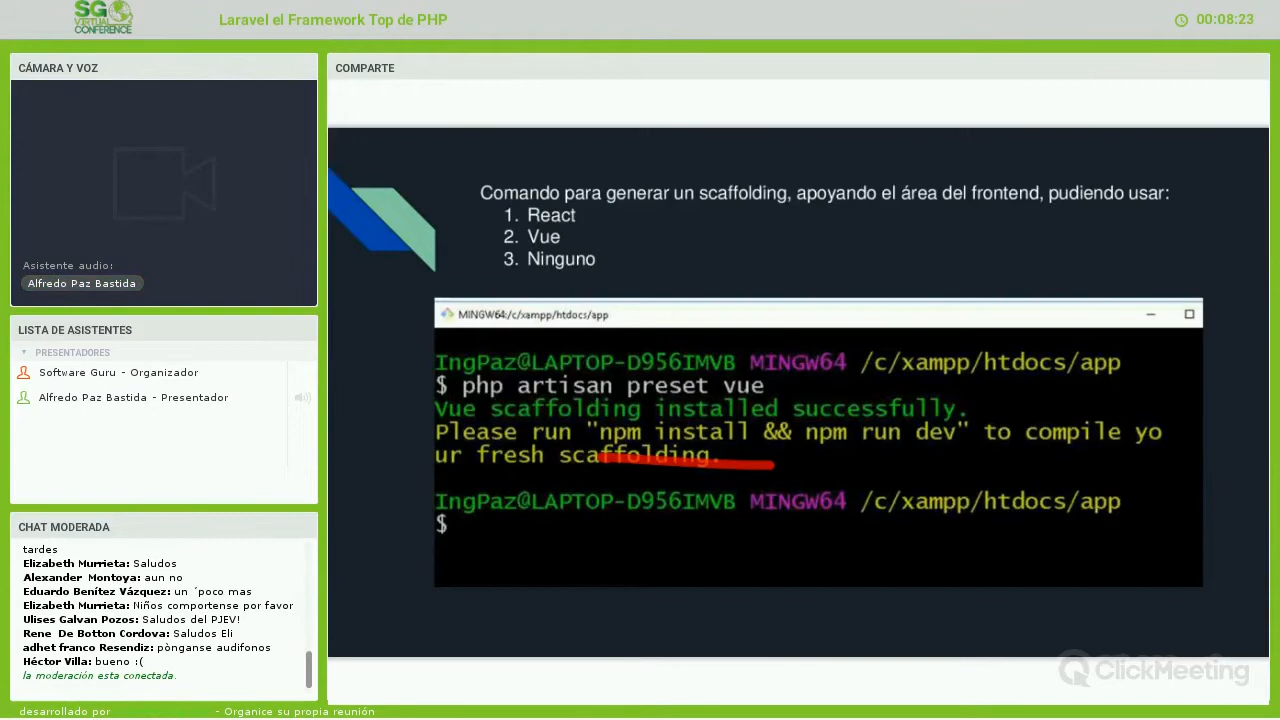 SG
VIRTUAL
CONFERENCE
Laravel el Framework Top de PHP
00:08:23
CÁMARA Y VOZ
Asistente audio:
Alfredo Paz Bastida
LISTA DE ASISTENTES
PRESENTADORES
Software Guru - Organizador
Alfredo Paz Bastida - Presentador
CHAT MODERADA
tardes
Elizabeth Murrieta: Saludos
Alexander Montoya: aun no
Eduardo Benítez Vázquez: un ´poco mas
Elizabeth Murrieta: Niños comportense por favor
Ulises Galvan Pozos: Saludos del PJEV!
Rene De Botton Cordova: Saludos Eli
adhet franco Resendiz: pònganse audifonos
Héctor Villa: bueno :(
la moderación esta conectada.
COMPARTE
Comando para generar un scaffolding, apoyando el área del frontend, pudiendo usar:
1. React
2. Vue
3. Ninguno
MINGW64:/c/xampp/htdocs/app
IngPaz@LAPTOP-D956IMVB MINGW64 /c/xampp/htdocs/app
$ php artisan preset vue
Vue scaffolding installed successfully.
Please run "npm install && npm run dev" to compile yo
ur fresh scaffolding.
IngPaz@LAPTOP-D956IMVB MINGW64 /c/xampp/htdocs/app
$
ClickMeeting
desarrollado por - Organice su propia reunión